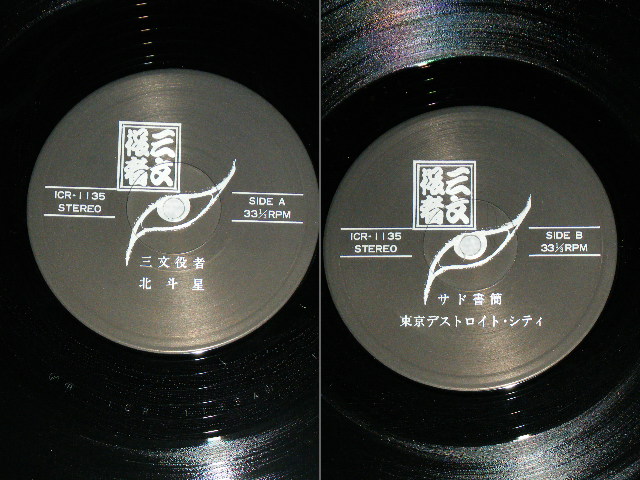 三文
役者
ICR-1135
STEREO
SIDE A
33⅓RPM
三文役者
北斗星
三文
役者
ICR-1135
STEREO
SIDE B
33⅓RPM
サド書簡
東京デストロイト・シティ